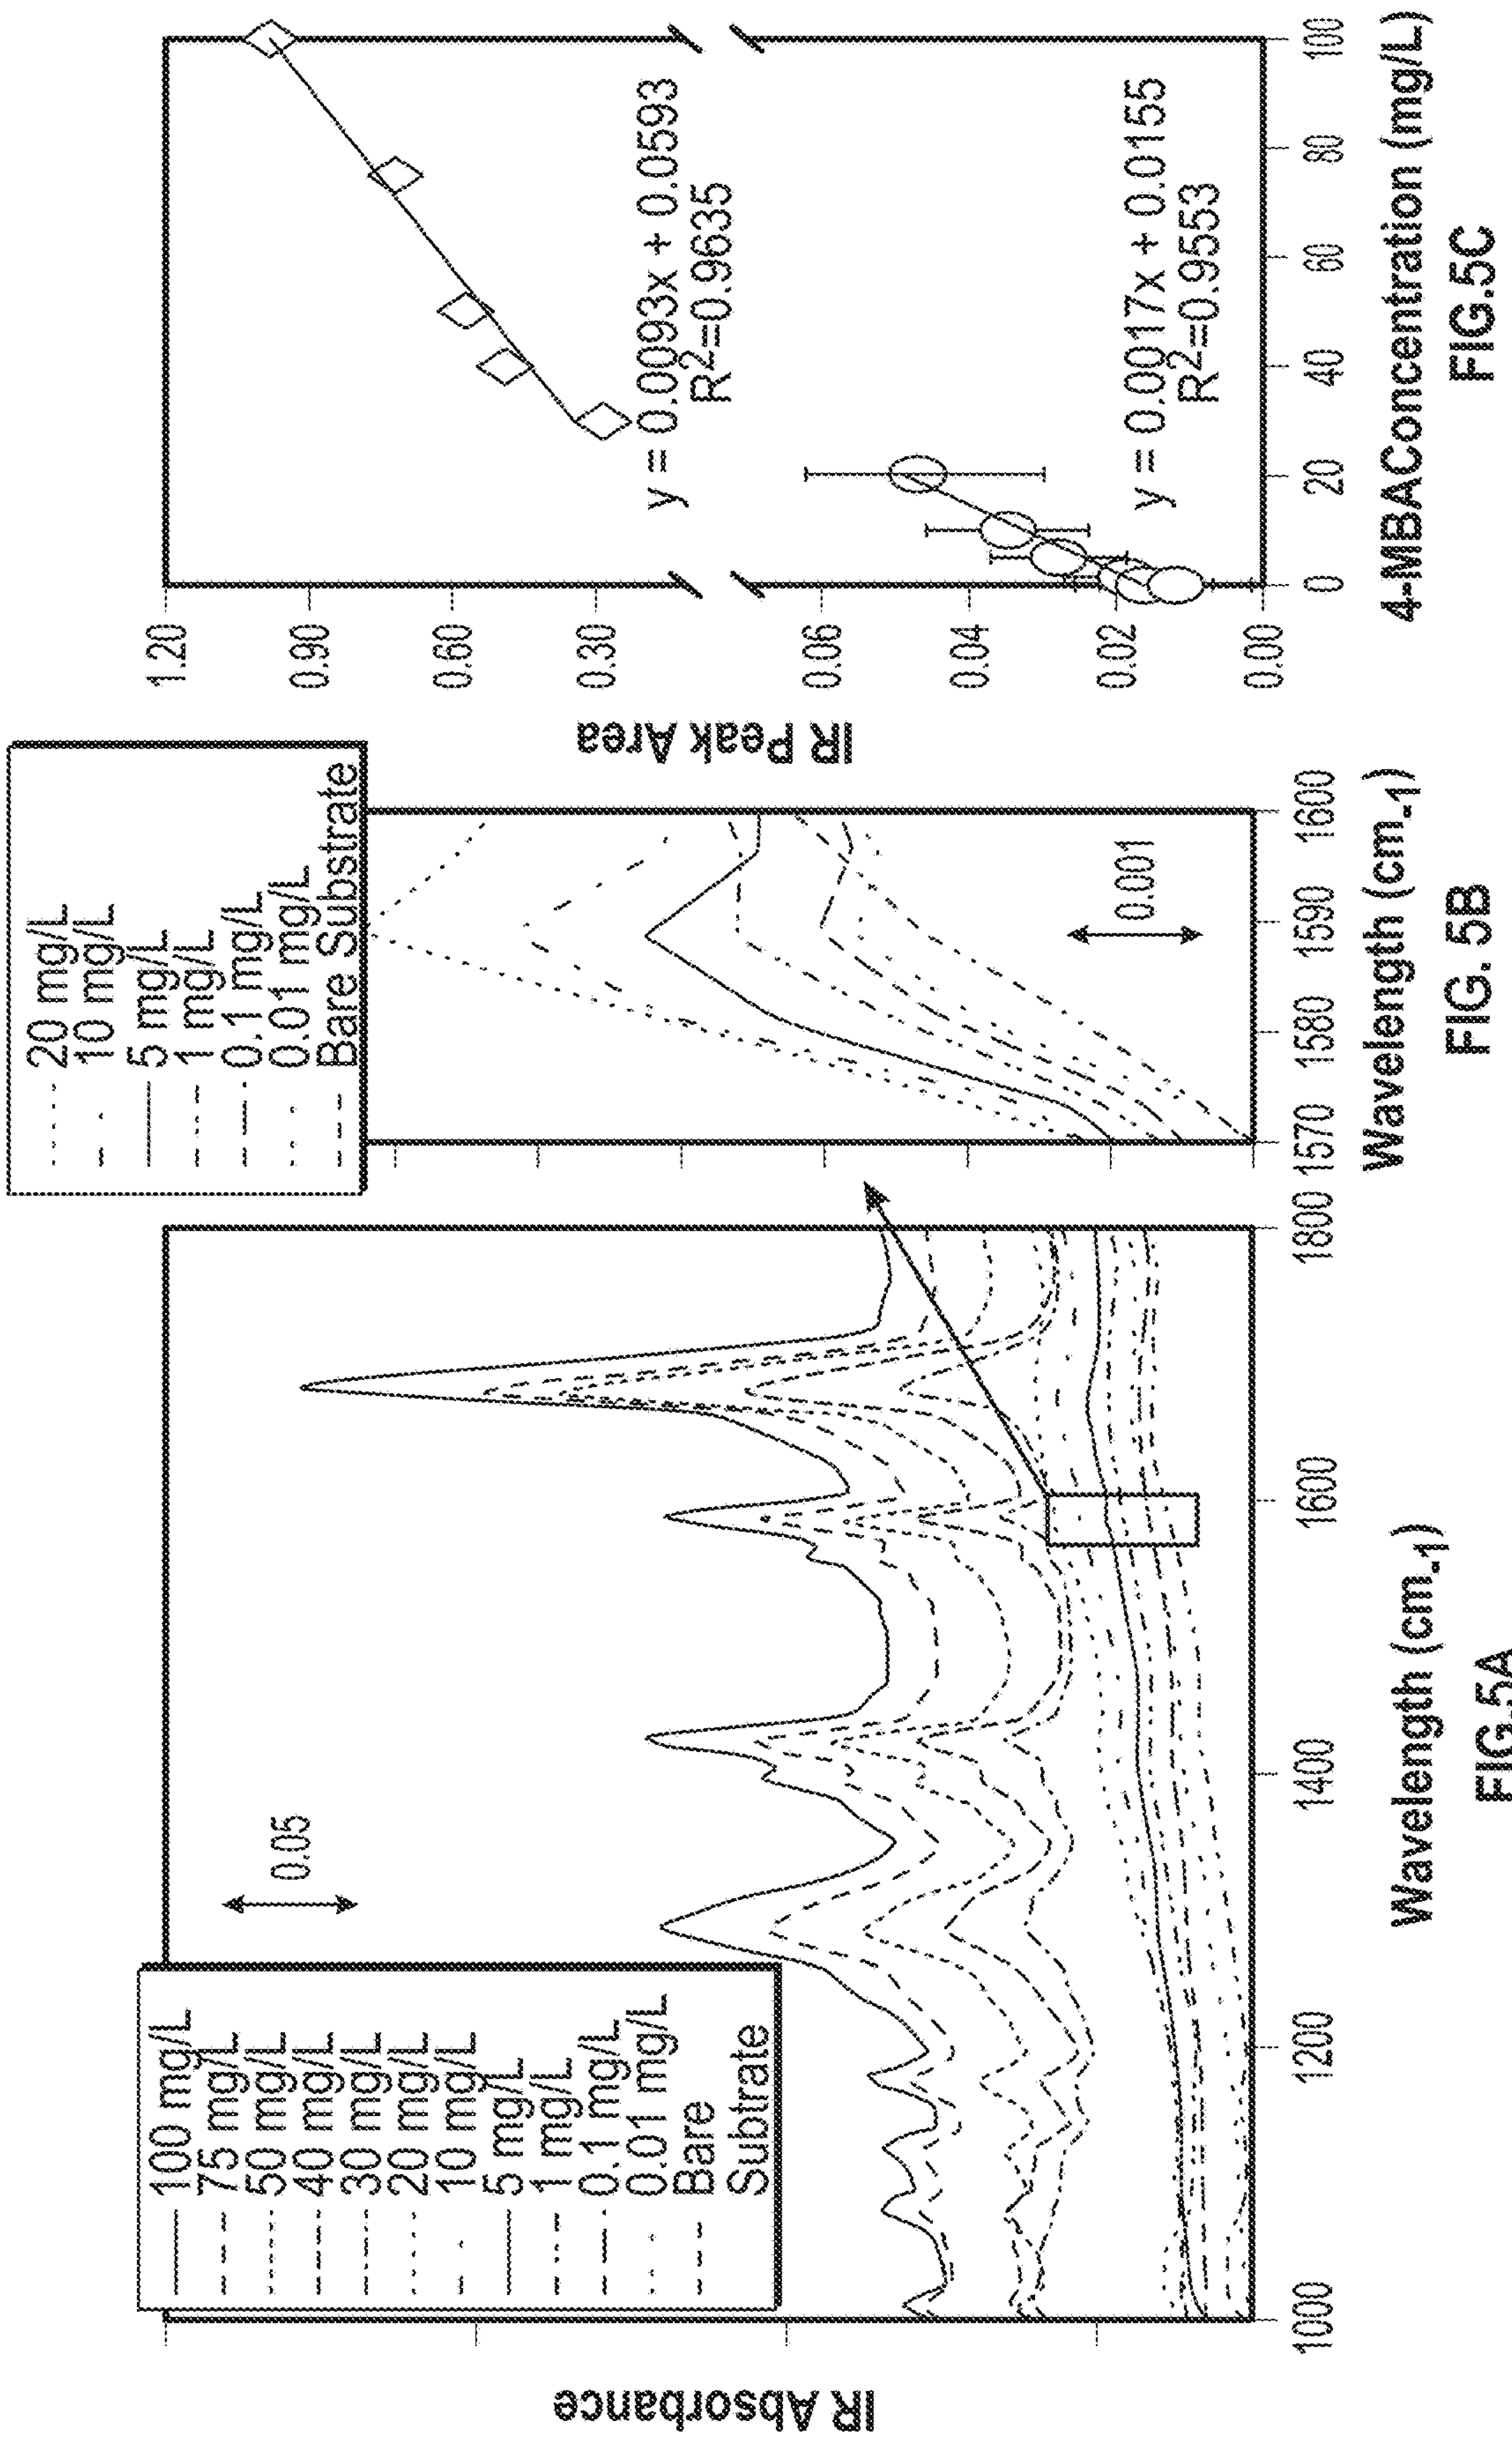 100 mg/L
75 mg/L
50 mg/L
40 mg/L
30 mg/L
20 mg/L
10 mg/L
5 mg/L
1 mg/L
0.1 mg/L
0.01 mg/L
Bare
Subtrate
0.05
IR Absorbance
1000
1200
1400
1600
1800
Wavelength (cm-1)
FIG.5A
20 mg/L
10 mg/L
5 mg/L
1 mg/L
0.1 mg/L
0.01 mg/L
Bare Substrate
0.001
1570
1580
1590
1600
Wavelength (cm-1)
FIG. 5B
IR Peak Area
1.20
0.90
0.60
0.30
0.06
0.04
0.02
0.00
y = 0.0093x + 0.0593
R2=0.9635
y = 0.0017x + 0.0155
R2=0.9553
0
20
40
60
80
100
4-MBAConcentration (mg/L)
FIG.5C